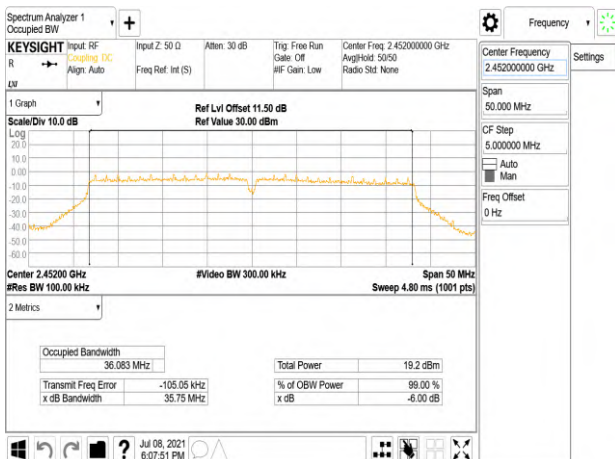 Spectrum Analyzer 1
Occupied BW
+
Frequency
KEYSIGHT
R
Input: RF
Coupling: DC
Align: Auto
Input Z: 50 Ω
Freq Ref: Int (S)
Atten: 30 dB
Trig: Free Run
Gate: Off
#IF Gain: Low
Center Freq: 2.452000000 GHz
Avg|Hold: 50/50
Radio Std: None
LXI
Center Frequency
2.452000000 GHz
Settings
Span
50.000 MHz
CF Step
5.000000 MHz
Auto
Man
Freq Offset
0 Hz
1 Graph
Scale/Div 10.0 dB
Ref Lvl Offset 11.50 dB
Ref Value 30.00 dBm
Log
20.0
10.0
0.00
-10.0
-20.0
-30.0
-40.0
-50.0
-60.0
Center 2.45200 GHz
#Res BW 100.00 kHz
#Video BW 300.00 kHz
Span 50 MHz
Sweep 4.80 ms (1001 pts)
2 Metrics
Occupied Bandwidth
36.083 MHz
Total Power 19.2 dBm
Transmit Freq Error -105.05 kHz
% of OBW Power 99.00 %
x dB Bandwidth 35.75 MHz
x dB -6.00 dB
?
Jul 08, 2021
6:07:51 PM